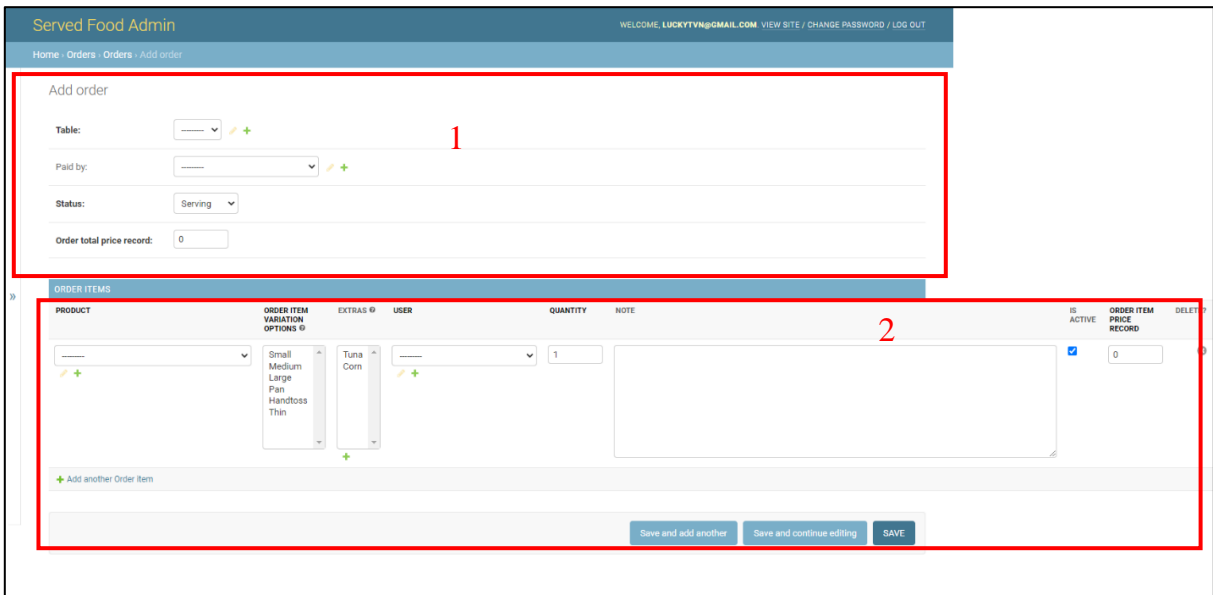 Served Food Admin
WELCOME, LUCKYTVN@GMAIL.COM. VIEW SITE / CHANGE PASSWORD / LOG OUT
Home › Orders › Orders › Add order
Add order
1
Table: --------
Paid by: --------
Status: Serving
Order total price record: 0
»
ORDER ITEMS
PRODUCT
ORDER ITEM
VARIATION
OPTIONS
EXTRAS
USER
QUANTITY
NOTE
2
IS
ACTIVE
ORDER ITEM
PRICE
RECORD
DELETE?
--------
Small
Medium
Large
Pan
Handtoss
Thin
Tuna
Corn
--------
1
0
Add another Order item
Save and add another
Save and continue editing
SAVE